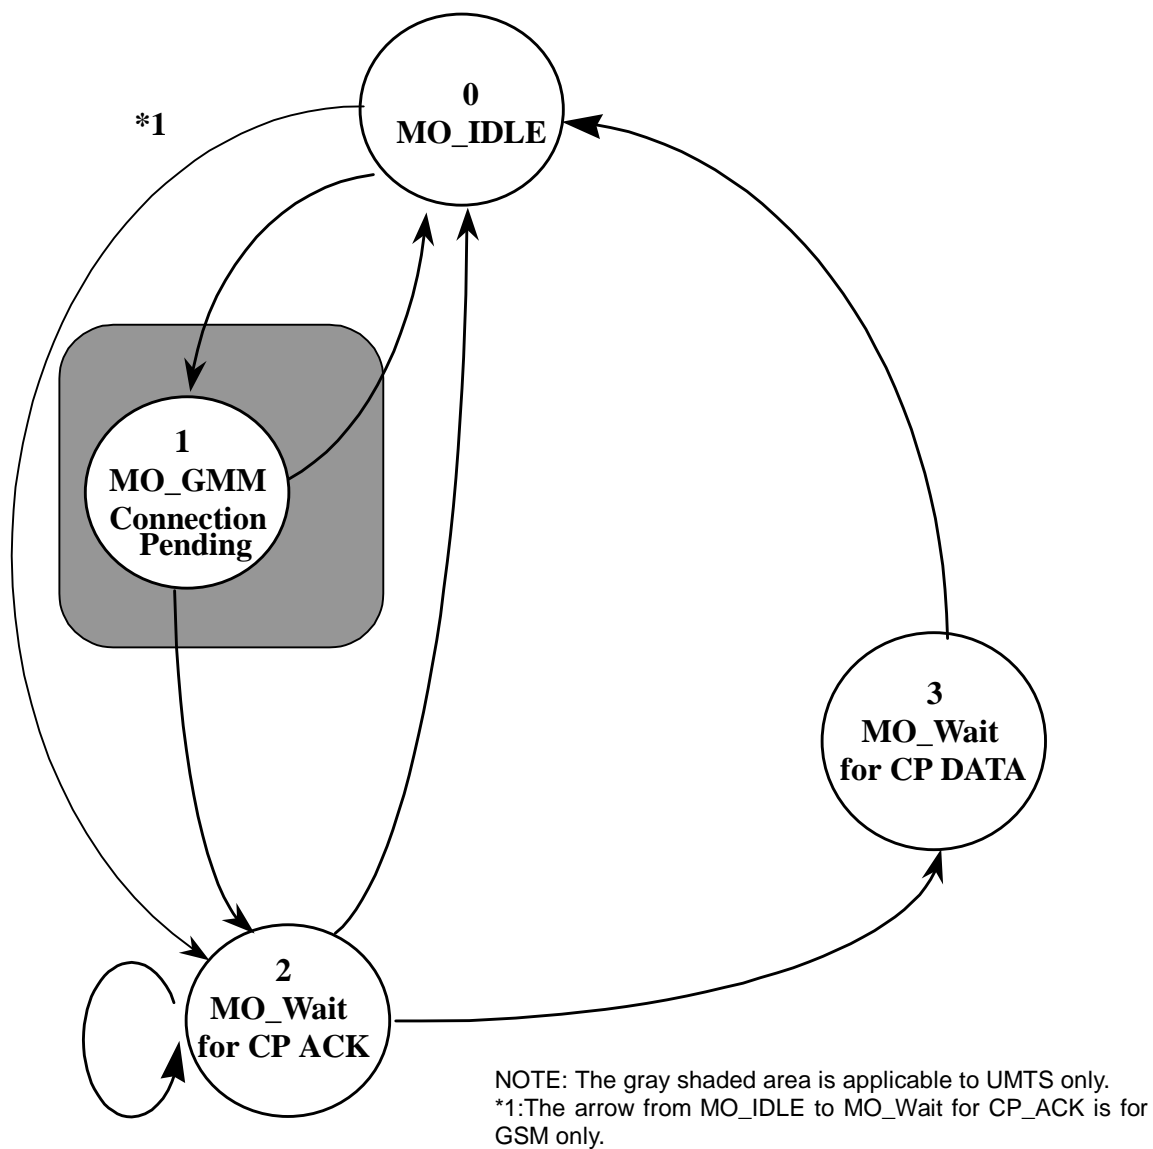 *1
0
MO_IDLE
1
MO_GMM
Connection
Pending
3
MO_Wait
for CP DATA
2
MO_Wait
for CP ACK
NOTE: The gray shaded area is applicable to UMTS only.
*1:The arrow from MO_IDLE to MO_Wait for CP_ACK is for
GSM only.